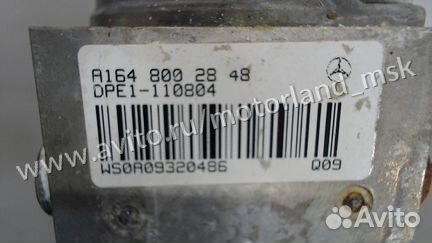 A164 800 28 48
DPE1-110804
www.avito.ru/motorland_msk
WS0A09320486 Q09
Avito